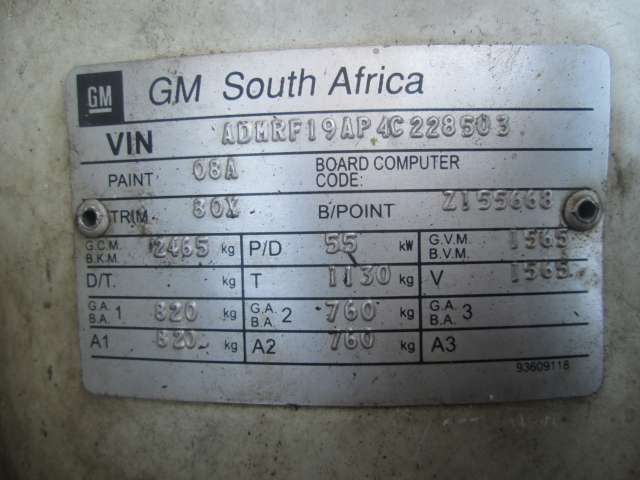 GM GM South Africa
VIN ADMRF19AP4C228503
PAINT 08A BOARD COMPUTER CODE:
TRIM 80X B/POINT Z155668
G.C.M. B.K.M. 2465 kg P/D 55 kW G.V.M. B.V.M. 1565
D/T. kg T 1130 kg V 1565
G.A. B.A. 1 820 kg G.A. B.A. 2 760 kg G.A. B.A. 3
A1 820 kg A2 760 kg A3
93609118